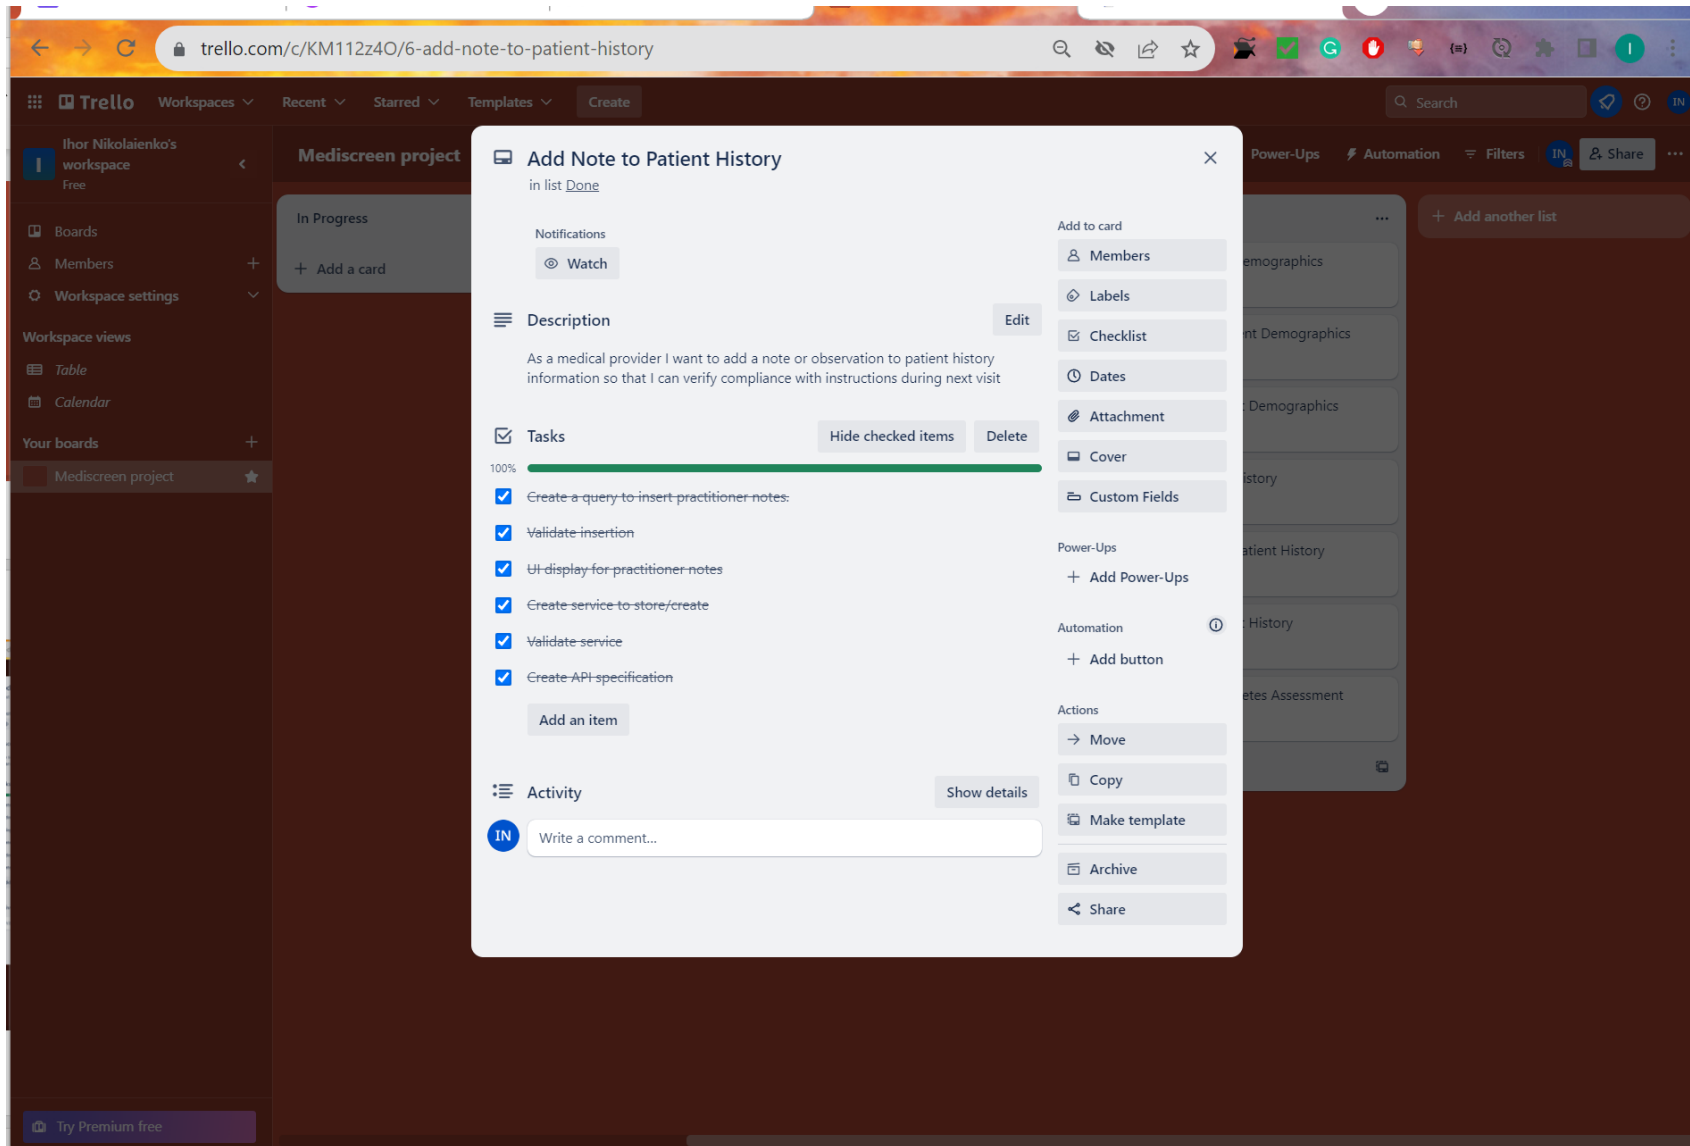 trello.com/c/KM112z4O/6-add-note-to-patient-history
Trello
Workspaces
Recent
Starred
Templates
Create
Search
IN
I
Ihor Nikolaienko's
workspace
Free
Boards
Members
Workspace settings
Workspace views
Table
Calendar
Your boards
Mediscreen project
Try Premium free
Mediscreen project
Power-Ups
Automation
Filters
IN
Share
In Progress
Add a card
Add Note to Patient History
in list Done
Notifications
Watch
Description
Edit
As a medical provider I want to add a note or observation to patient history
information so that I can verify compliance with instructions during next visit
Tasks
Hide checked items
Delete
100%
Create a query to insert practitioner notes.
Validate insertion
UI display for practitioner notes
Create service to store/create
Validate service
Create API specification
Add an item
Activity
Show details
IN
Write a comment...
Add to card
Members
Labels
Checklist
Dates
Attachment
Cover
Custom Fields
Power-Ups
Add Power-Ups
Automation
Add button
Actions
Move
Copy
Make template
Archive
Share
emographics
nt Demographics
Demographics
istory
atient History
History
etes Assessment
Add another list